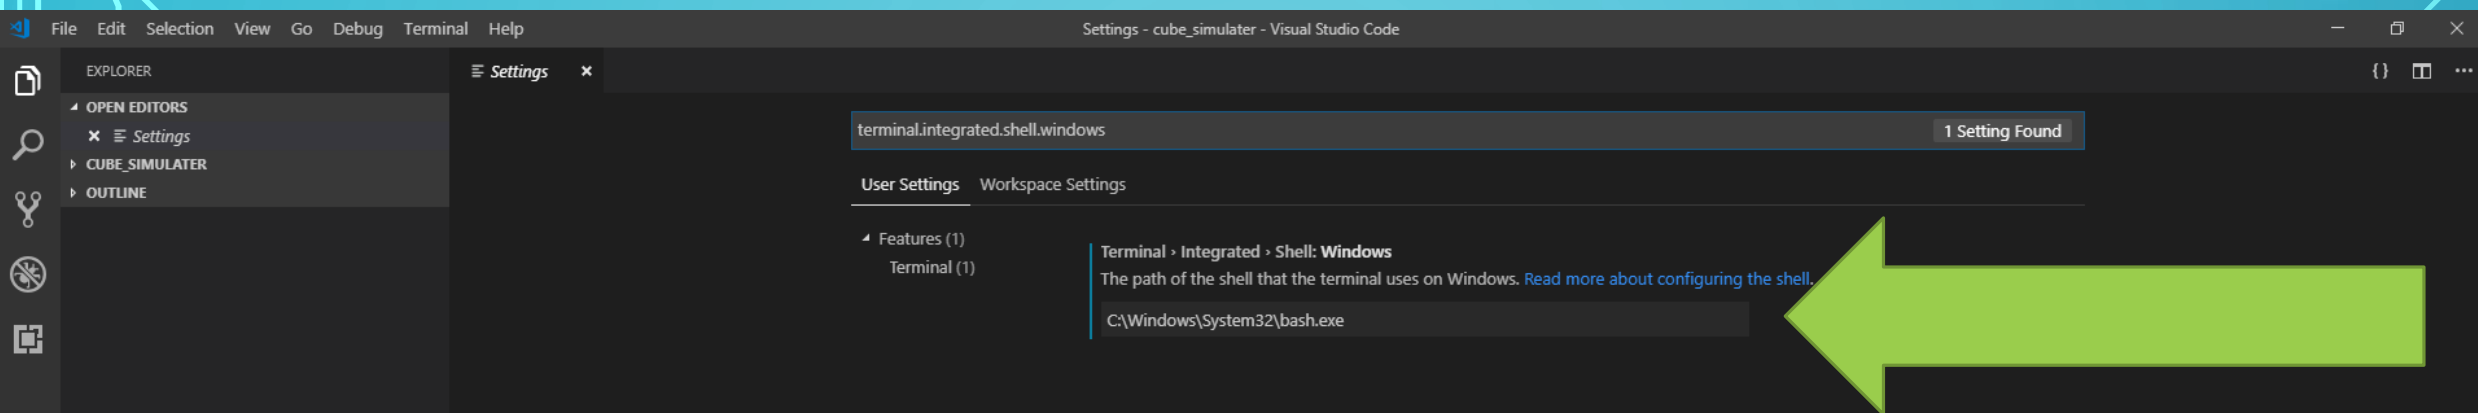 File Edit Selection View Go Debug Terminal Help
Settings - cube_simulater - Visual Studio Code
EXPLORER
OPEN EDITORS
Settings
CUBE_SIMULATER
OUTLINE
Settings
terminal.integrated.shell.windows
1 Setting Found
User Settings Workspace Settings
Features (1)
Terminal (1)
Terminal › Integrated › Shell: Windows
The path of the shell that the terminal uses on Windows. Read more about configuring the shell.
C:\Windows\System32\bash.exe